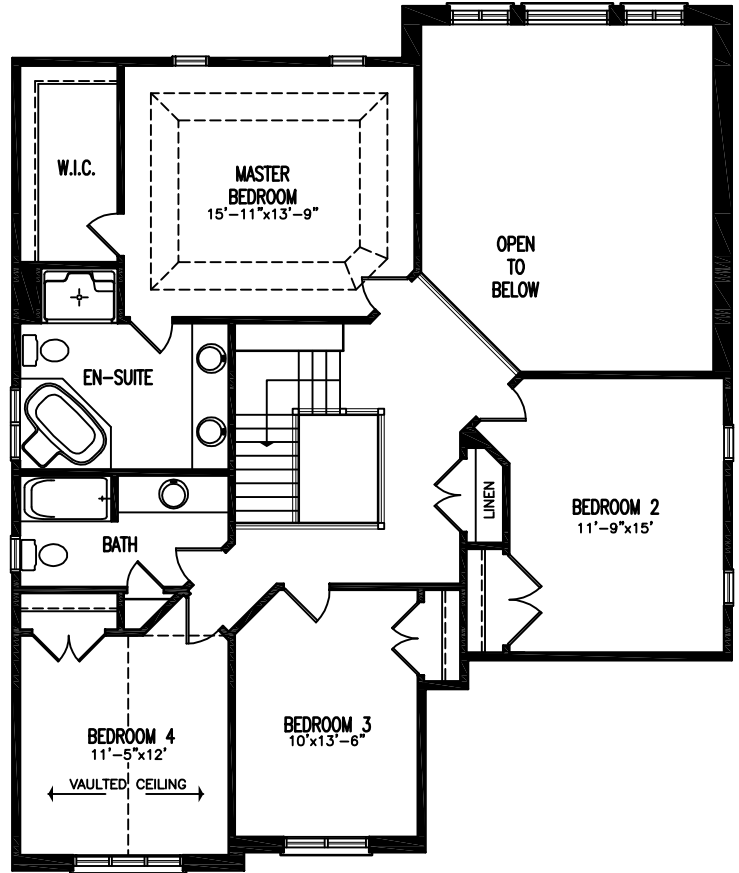 W.I.C.
MASTER
BEDROOM
15'-11"x13'-9"
OPEN
TO
BELOW
EN-SUITE
BATH
LINEN
BEDROOM 2
11'-9"x15'
BEDROOM 3
10'x13'-6"
BEDROOM 4
11'-5"x12'
VAULTED CEILING